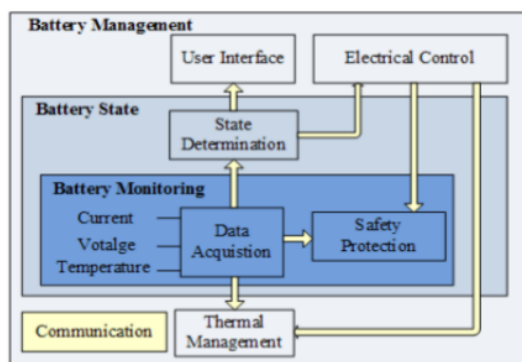 Battery Management
User Interface
Electrical Control
Battery State
State
Determination
Battery Monitoring
Current
Votalge
Temperature
Data
Acquistion
Safety
Protection
Communication
Thermal
Management